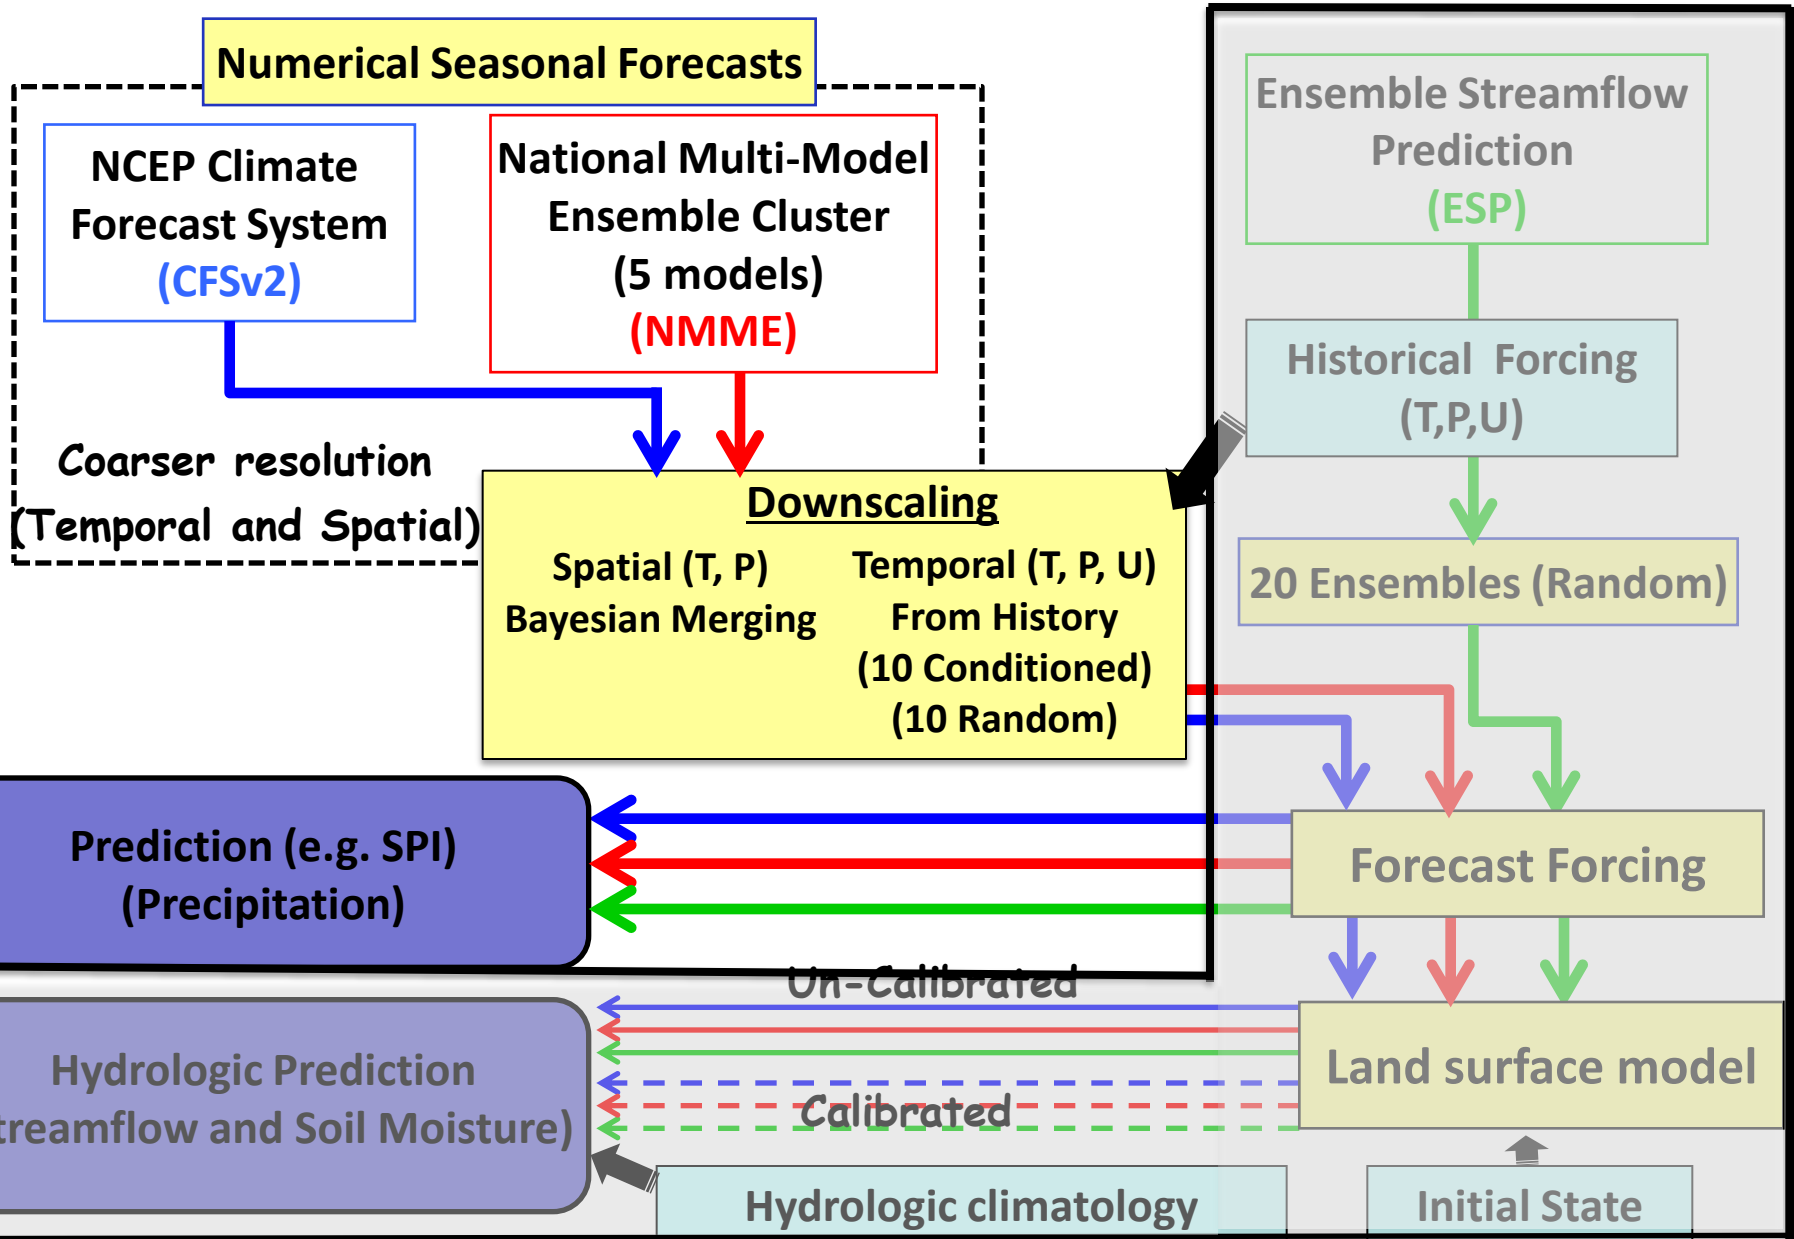 Numerical Seasonal Forecasts
NCEP Climate
Forecast System
(CFSv2)
National Multi-Model
Ensemble Cluster
(5 models)
(NMME)
Coarser resolution
(Temporal and Spatial)
Ensemble Streamflow
Prediction
(ESP)
Historical Forcing
(T,P,U)
20 Ensembles (Random)
Downscaling
Spatial (T, P)
Bayesian Merging
Temporal (T, P, U)
From History
(10 Conditioned)
(10 Random)
Prediction (e.g. SPI)
(Precipitation)
Forecast Forcing
Un-Calibrated
Hydrologic Prediction
treamflow and Soil Moisture)
Calibrated
Land surface model
Hydrologic climatology
Initial State